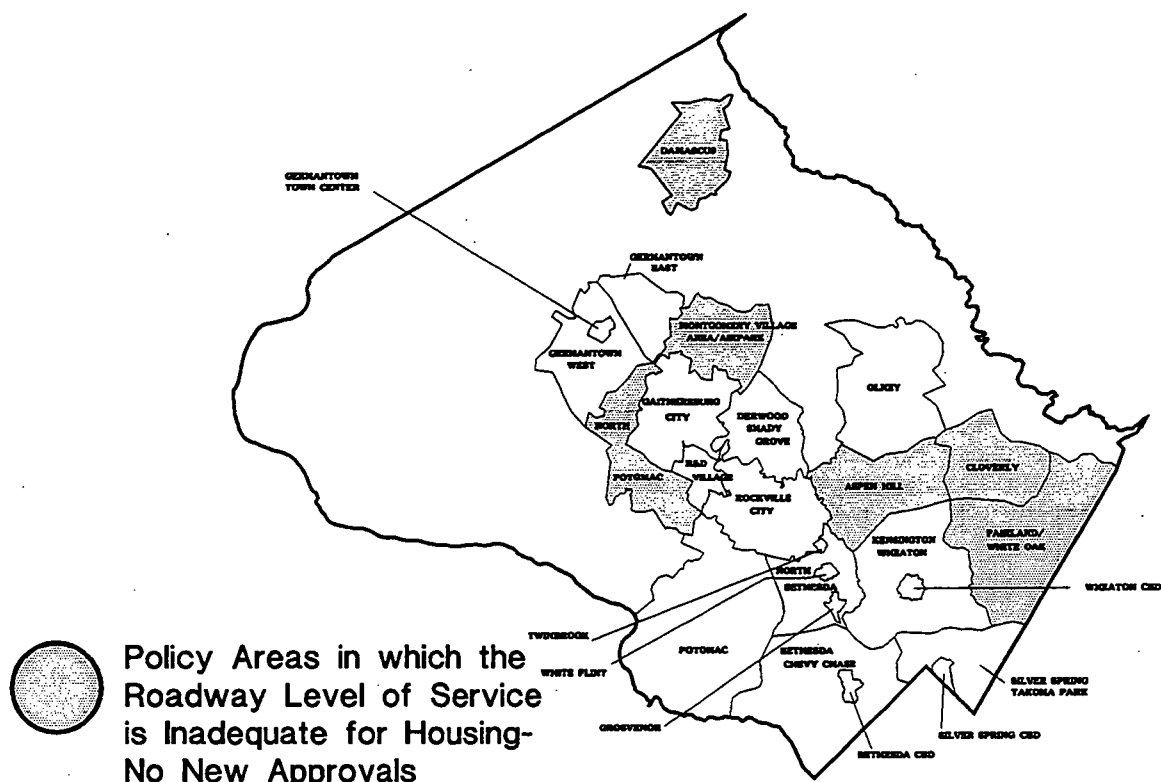 DAMASCUS
GERMANTOWN
TOWN CENTER
GERMANTOWN
EAST
MONTGOMERY VILLAGE
AREA/AIRPARK
GERMANTOWN
WEST
OLNEY
GAITHERSBURG
CITY
DERWOOD
SHADY
GROVE
NORTH
POTOMAC
R&D
VILLAGE
ROCKVILLE
CITY
ASPEN HILL
CLOVERLY
FAIRLAND/
WHITE OAK
KENSINGTON
WHEATON
NORTH
BETHESDA
WHEATON CBD
TWINBROOK
WHITE FLINT
GROSVENOR
POTOMAC
BETHESDA
CHEVY CHASE
SILVER SPRING
TAKOMA PARK
SILVER SPRING CBD
BETHESDA CBD
Policy Areas in which the
Roadway Level of Service
is Inadequate for Housing-
No New Approvals